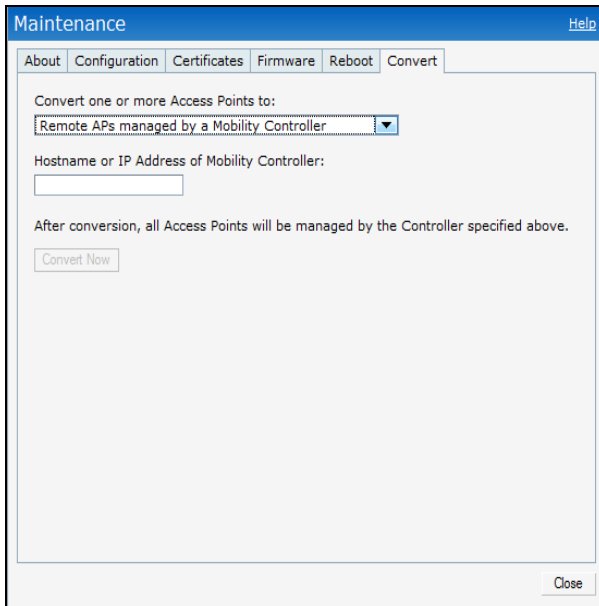 Maintenance Help
About Configuration Certificates Firmware Reboot Convert
Convert one or more Access Points to:
Remote APs managed by a Mobility Controller
Hostname or IP Address of Mobility Controller:
After conversion, all Access Points will be managed by the Controller specified above.
Convert Now
Close